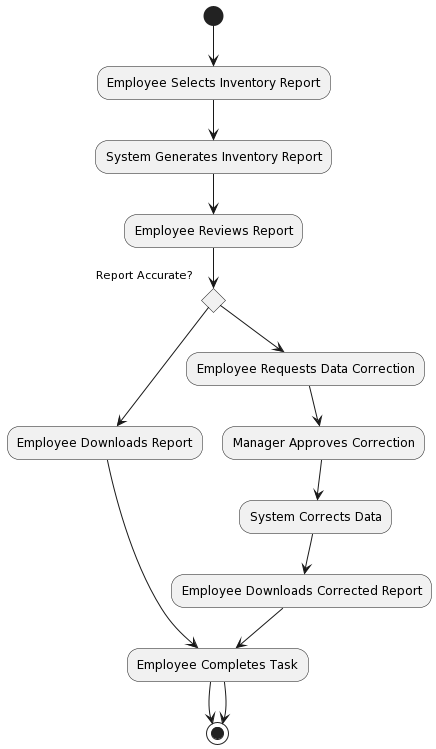 Employee Selects Inventory Report
System Generates Inventory Report
Employee Reviews Report
Report Accurate?
Employee Requests Data Correction
Employee Downloads Report
Manager Approves Correction
System Corrects Data
Employee Downloads Corrected Report
Employee Completes Task